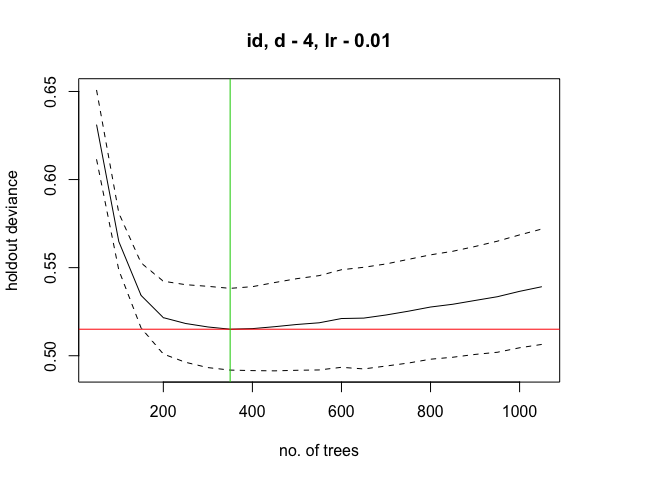 id, d - 4, lr - 0.01
holdout deviance
0.65
0.60
0.55
0.50
200 400 600 800 1000
no. of trees